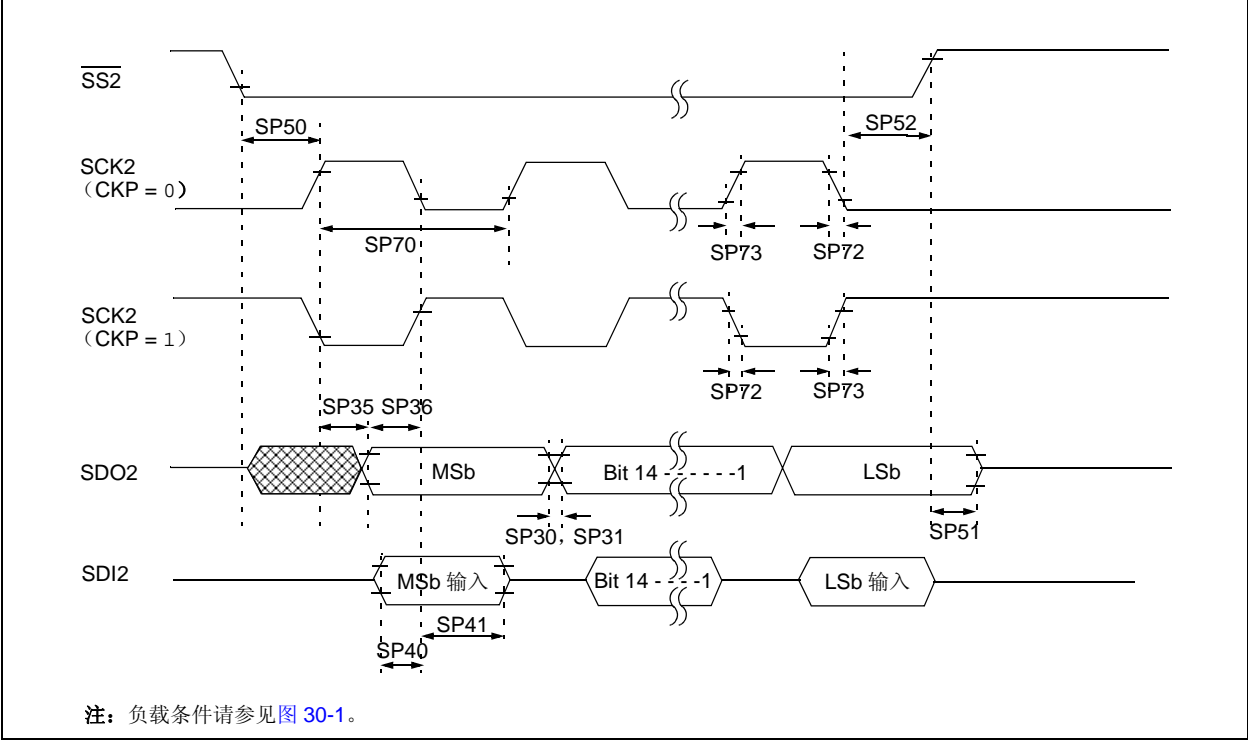 SS2
SP50
SP52
SCK2
（CKP = 0）
SP70
SP73
SP72
SCK2
（CKP = 1）
SP72
SP73
SP35 SP36
SDO2
MSb
Bit 14 - - - - - - -1
LSb
SP30，SP31
SP51
SDI2
MSb 输入
Bit 14 - - - -1
LSb 输入
SP41
SP40
注：负载条件请参见图 30-1。